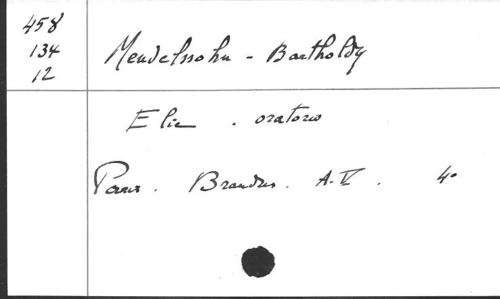 458
134
12
Mendelssohn - Bartholdy
Elie . oratorio
Paris . Brandus . A.V . 4°